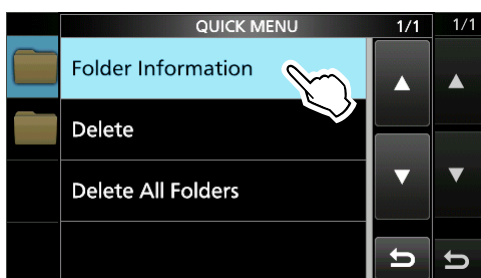 QUICK MENU 1/1 1/1
Folder Information
Delete
Delete All Folders